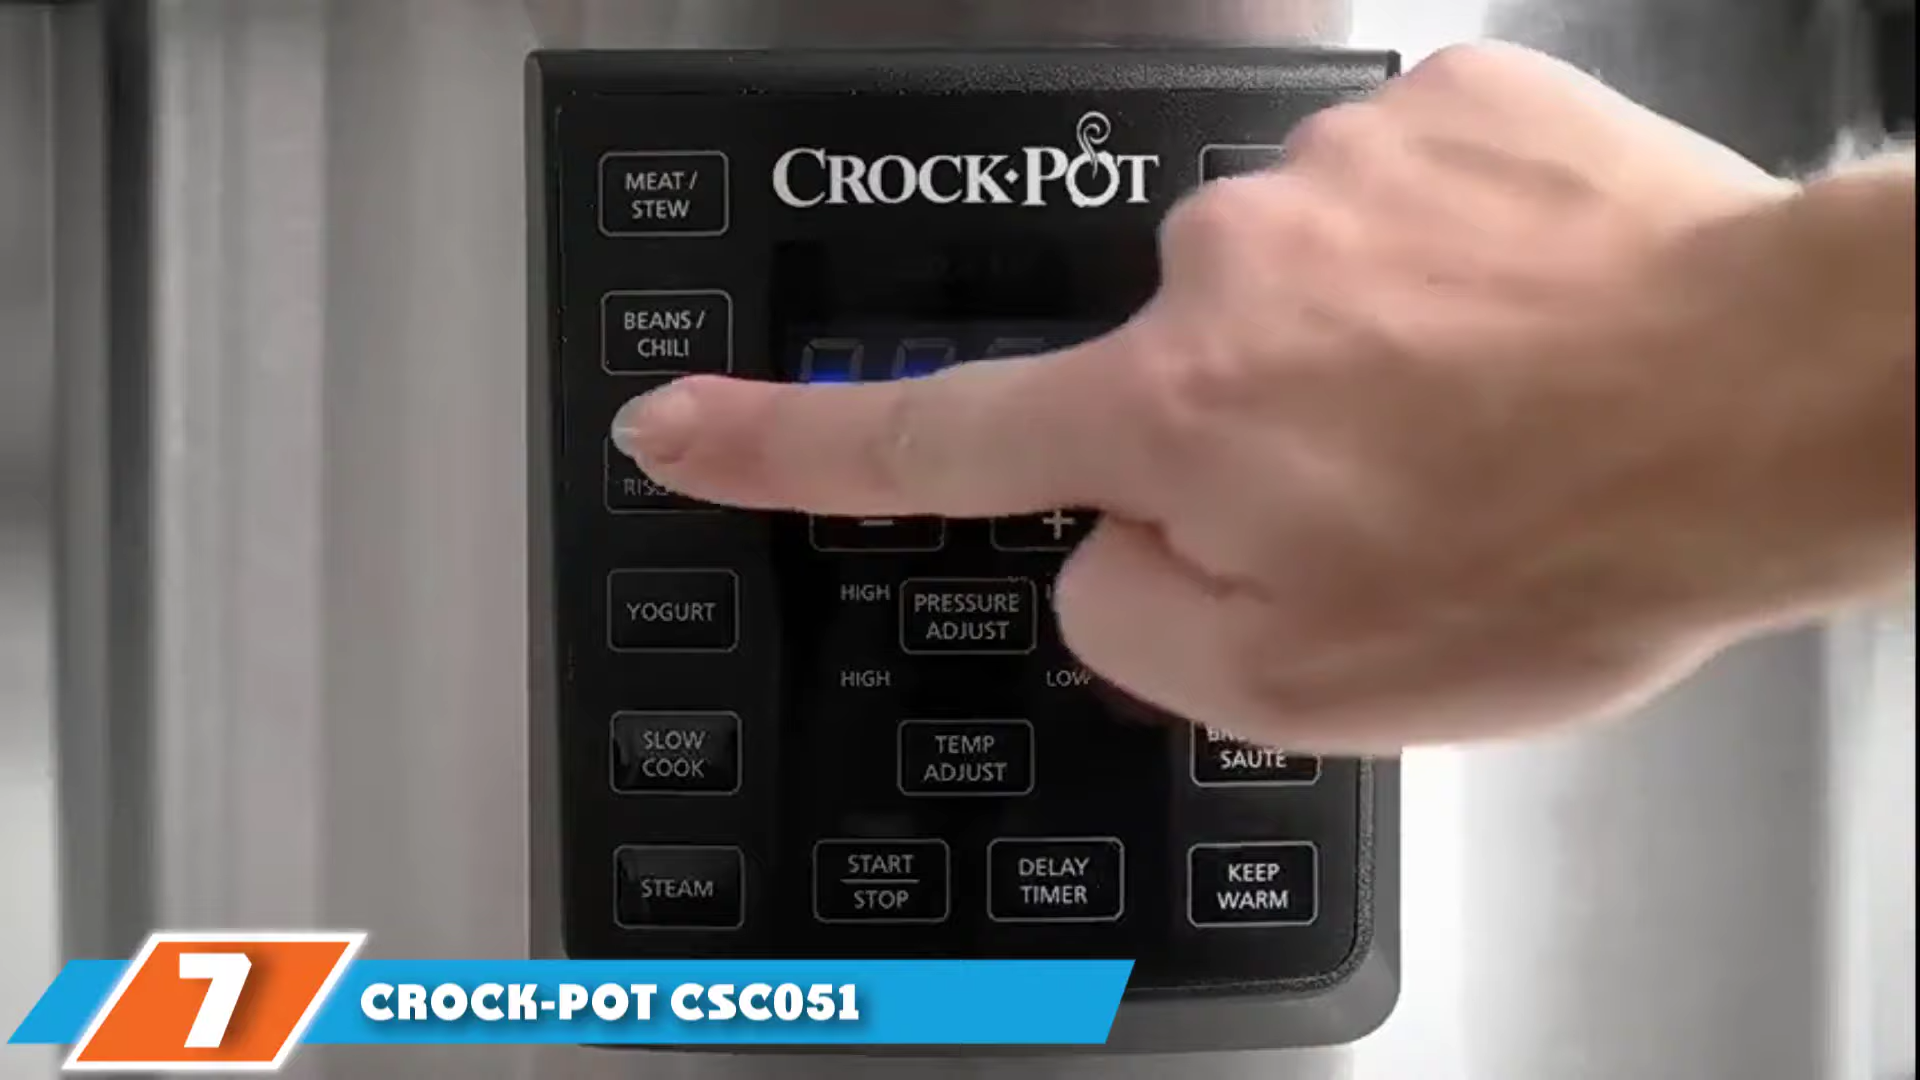 CROCK·POT
MEAT /
STEW
BEANS /
CHILI
YOGURT
SLOW
COOK
STEAM
–
+
HIGH
PRESSURE
ADJUST
HIGH
LOW
TEMP
ADJUST
START
STOP
DELAY
TIMER
SAUTÉ
KEEP
WARM
7
CROCK-POT CSC051